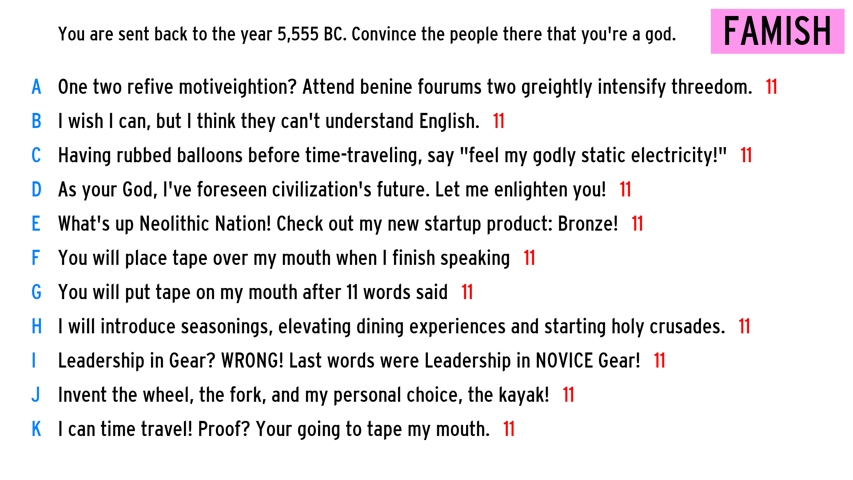 You are sent back to the year 5,555 BC. Convince the people there that you're a god.
FAMISH
A One two refive motiveightion? Attend benine fourums two greightly intensify threedom. 11
B I wish I can, but I think they can't understand English. 11
C Having rubbed balloons before time-traveling, say "feel my godly static electricity!" 11
D As your God, I've foreseen civilization's future. Let me enlighten you! 11
E What's up Neolithic Nation! Check out my new startup product: Bronze! 11
F You will place tape over my mouth when I finish speaking 11
G You will put tape on my mouth after 11 words said 11
H I will introduce seasonings, elevating dining experiences and starting holy crusades. 11
I Leadership in Gear? WRONG! Last words were Leadership in NOVICE Gear! 11
J Invent the wheel, the fork, and my personal choice, the kayak! 11
K I can time travel! Proof? Your going to tape my mouth. 11